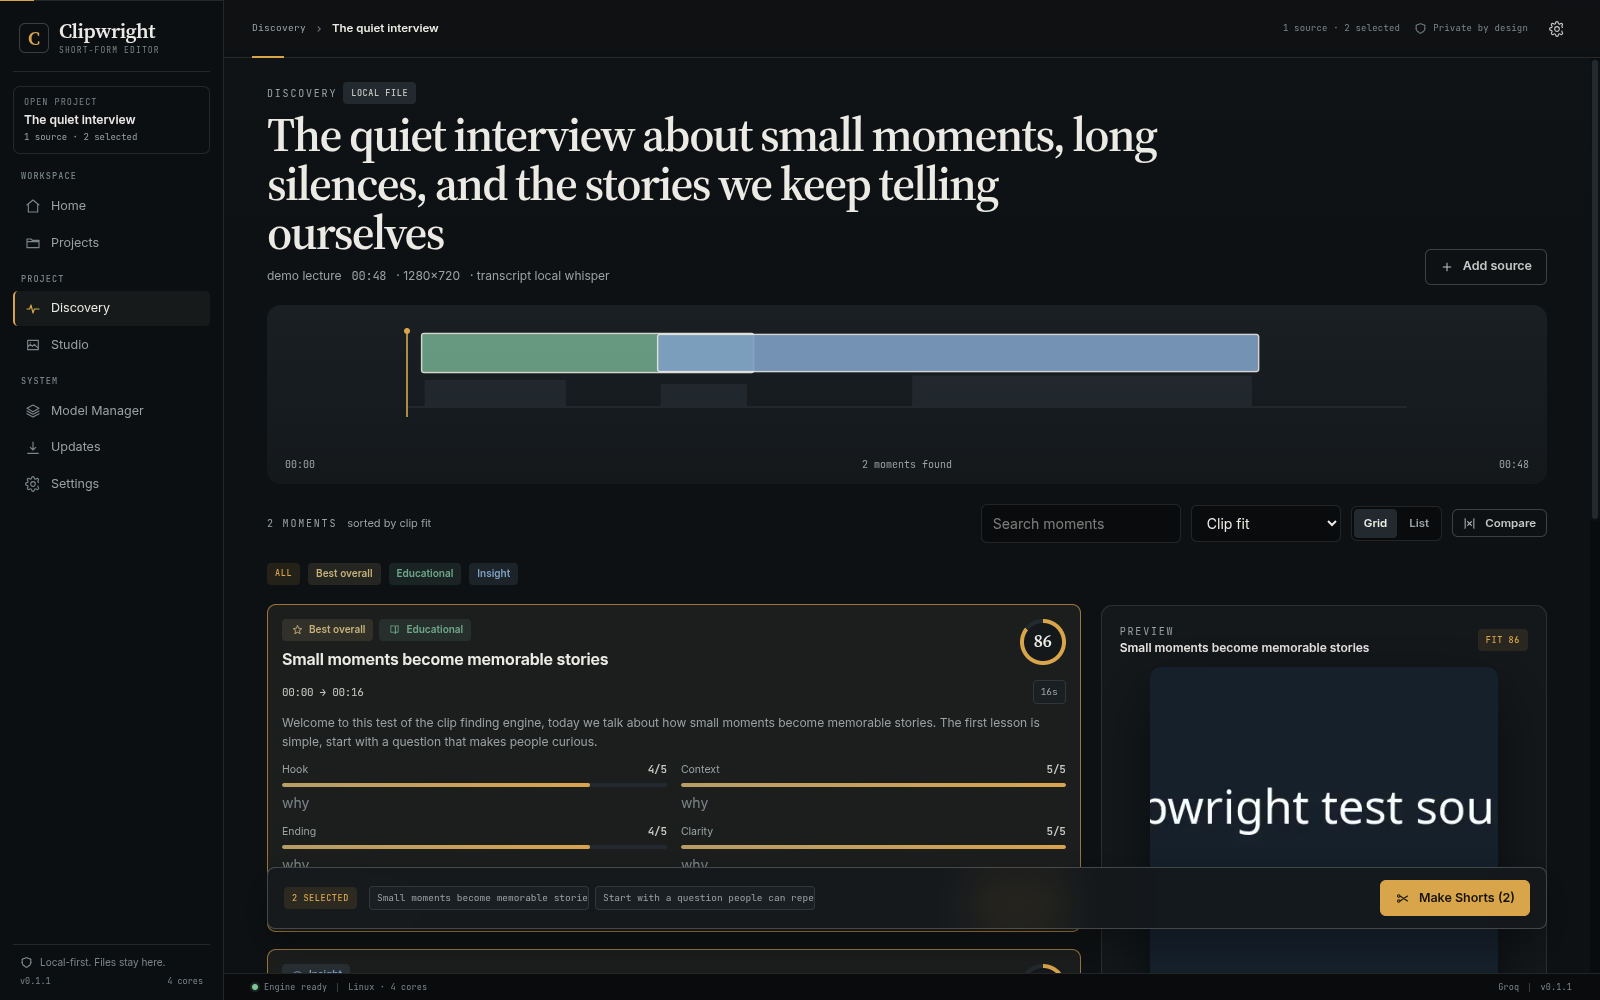 C
Clipwright
SHORT-FORM EDITOR
OPEN PROJECT
The quiet interview
1 source · 2 selected
WORKSPACE
Home
Projects
PROJECT
Discovery
Studio
SYSTEM
Model Manager
Updates
Settings
Local-first. Files stay here.
v0.1.1 4 cores
Discovery › The quiet interview
1 source · 2 selected Private by design
DISCOVERY LOCAL FILE
The quiet interview about small moments, long
silences, and the stories we keep telling
ourselves
demo lecture 00:48 · 1280×720 · transcript local whisper
+ Add source
00:00 2 moments found 00:48
2 MOMENTS sorted by clip fit
Search moments
Clip fit
Grid List
Compare
ALL Best overall Educational Insight
Best overall Educational
86
Small moments become memorable stories
00:00 → 00:16 16s
Welcome to this test of the clip finding engine, today we talk about how small moments become memorable stories. The first lesson is
simple, start with a question that makes people curious.
Hook 4/5 Context 5/5
why why
Ending 4/5 Clarity 5/5
why why
PREVIEW
Small moments become memorable stories
FIT 86
pwright test sou
2 SELECTED Small moments become memorable storie Start with a question people can repe
Make Shorts (2)
Insight
Engine ready | Linux · 4 cores
Groq | v0.1.1